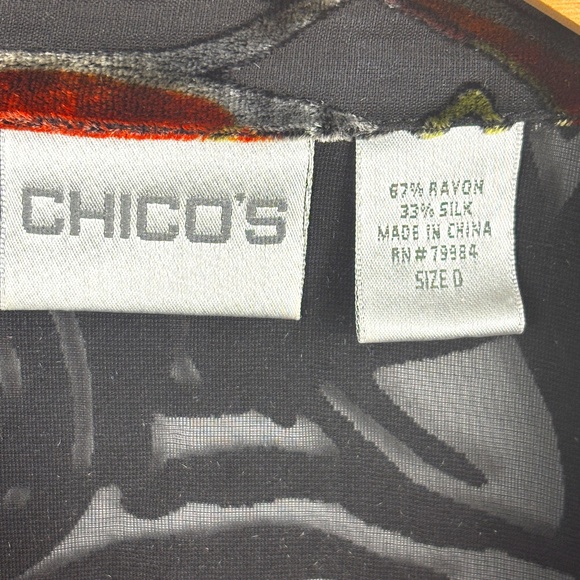 CHICO'S
67% RAYON
33% SILK
MADE IN CHINA
RN#79984
SIZE 0